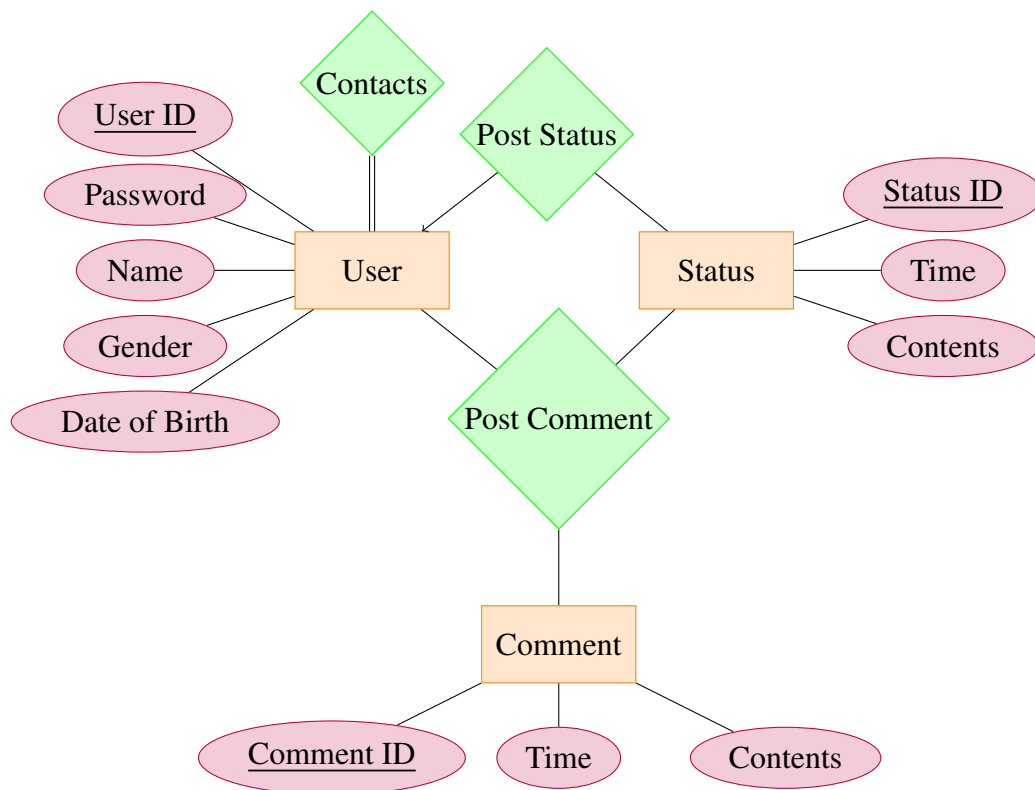 Contacts
Post Status
User ID
Password
Name
Gender
Date of Birth
User
Status
Status ID
Time
Contents
Post Comment
Comment
Comment ID
Time
Contents